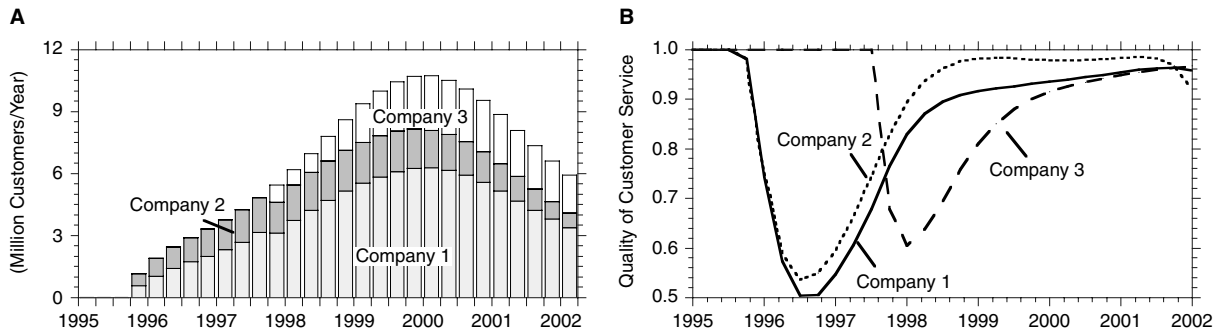 A
(Million Customers/Year)
12
9
6
3
0
Company 3
Company 2
Company 1
1995 1996 1997 1998 1999 2000 2001 2002
B
Quality of Customer Service
1.0
0.9
0.8
0.7
0.6
0.5
Company 2
Company 3
Company 1
1995 1996 1997 1998 1999 2000 2001 2002